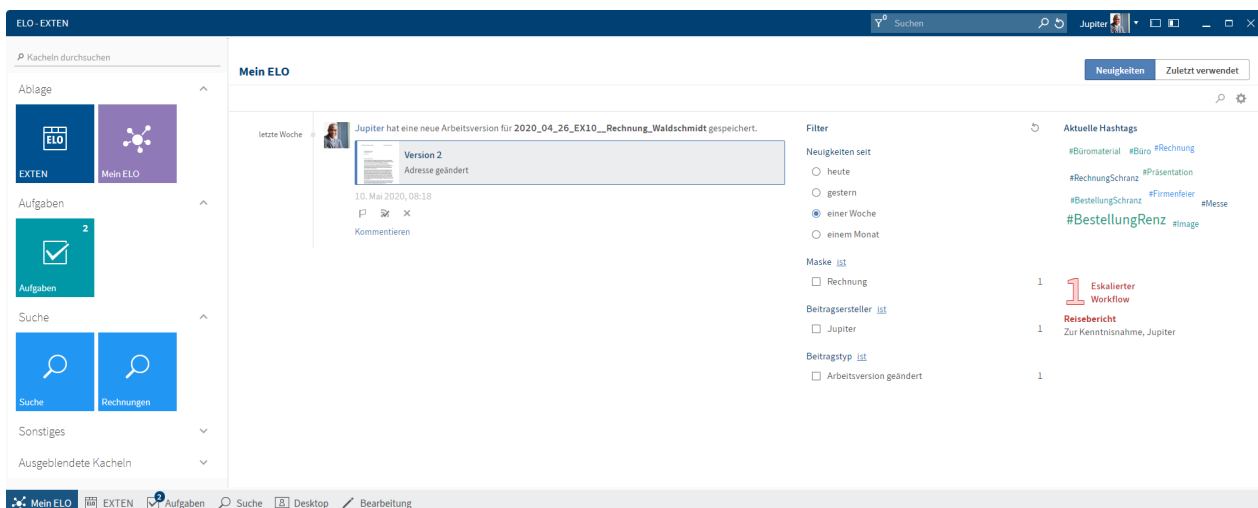 ELO - EXTEN
0
Suchen
Jupiter
Kacheln durchsuchen
Ablage
ELO
EXTEN
Mein ELO
Aufgaben
2
Aufgaben
Suche
Suche
Rechnungen
Sonstiges
Ausgeblendete Kacheln
Mein ELO
Neuigkeiten
Zuletzt verwendet
letzte Woche
Jupiter hat eine neue Arbeitsversion für 2020_04_26_EX10__Rechnung_Waldschmidt gespeichert.
Version 2
Adresse geändert
10. Mai 2020, 08:18
Kommentieren
Filter
Neuigkeiten seit
heute
gestern
einer Woche
einem Monat
Maske ist
Rechnung 1
Beitragsersteller ist
Jupiter 1
Beitragstyp ist
Arbeitsversion geändert 1
Aktuelle Hashtags
#Büromaterial #Büro #Rechnung
#RechnungSchranz #Präsentation
#BestellungSchranz #Firmenfeier #Messe
#BestellungRenz #Image
1 Eskalierter
Workflow
Reisebericht
Zur Kenntnisnahme, Jupiter
Mein ELO EXTEN 2 Aufgaben Suche Desktop Bearbeitung